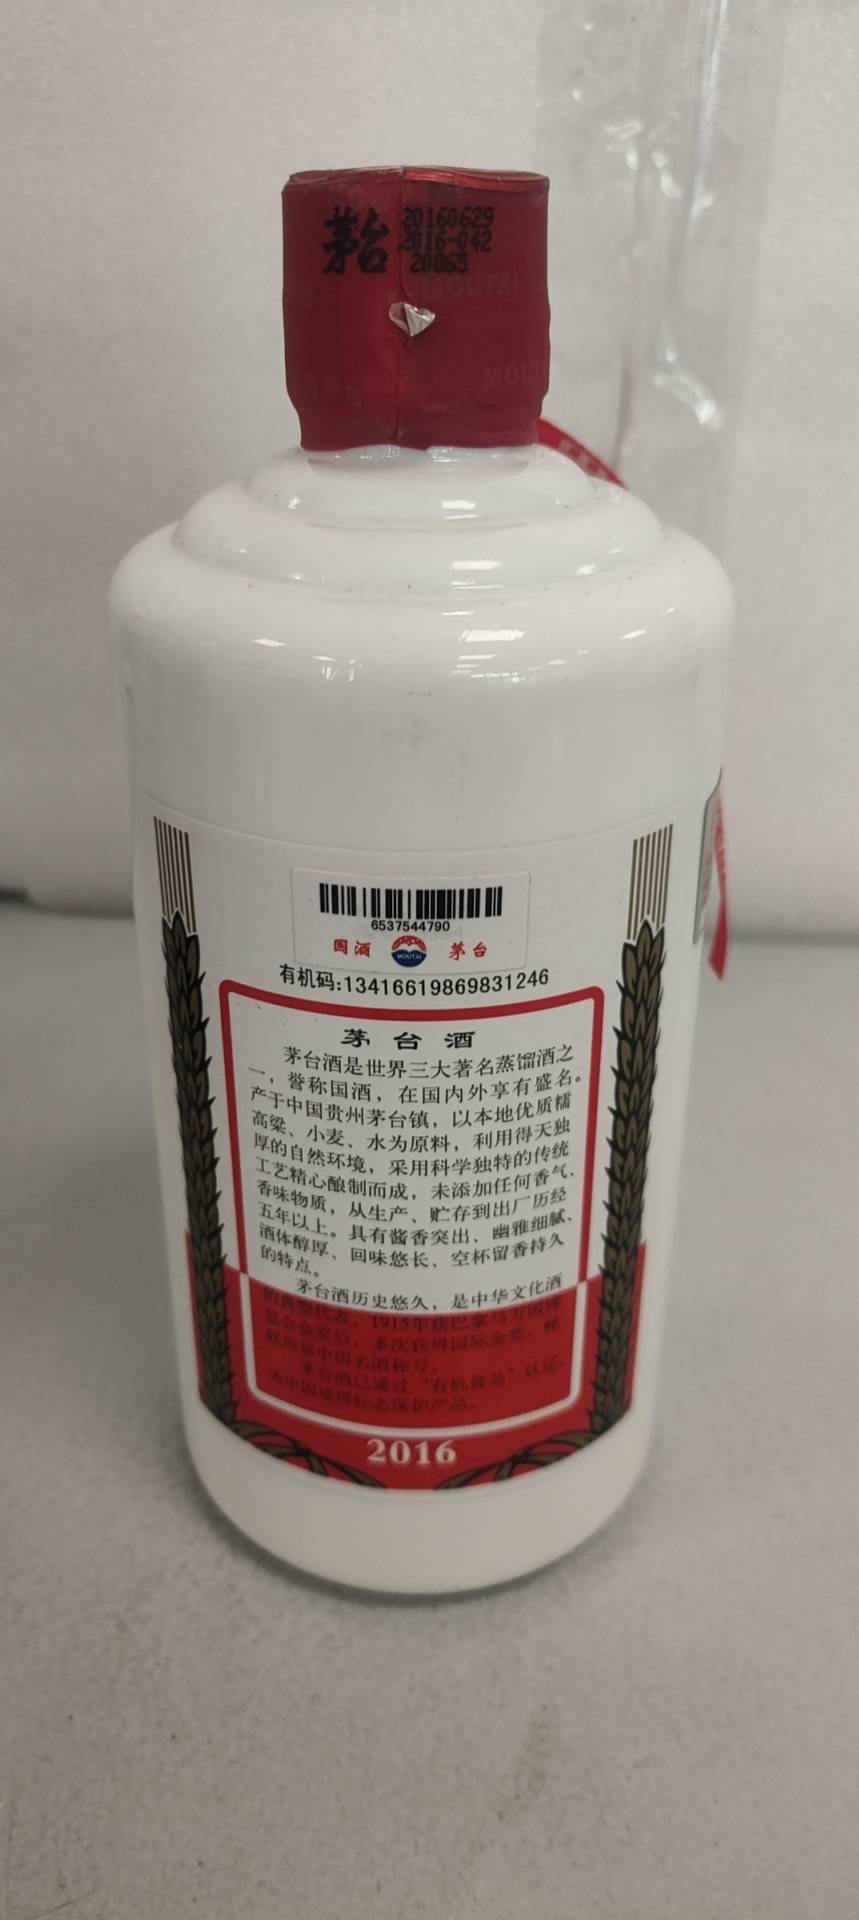 茅台
20160629
2016-042
20865
MOUTAI
MOUTAI
6537544790
国酒 MOUTAI 茅台
有机码:13416619869831246
茅台酒
茅台酒是世界三大著名蒸馏酒之
一，誉称国酒，在国内外享有盛名。
产于中国贵州茅台镇，以本地优质糯
高粱、小麦、水为原料，利用得天独
厚的自然环境，采用科学独特的传统
工艺精心酿制而成，未添加任何香气、
香味物质，从生产、贮存到出厂历经
五年以上。具有酱香突出、幽雅细腻、
酒体醇厚、回味悠长、空杯留香持久
的特点。
茅台酒历史悠久，是中华文化酒
的典型代表。1915年获巴拿马万国博
览会金奖后，多次获得国际金奖，蝉
联历届中国名酒称号。
茅台酒已通过“有机食品”认证，
为中国地理标志保护产品。
2016